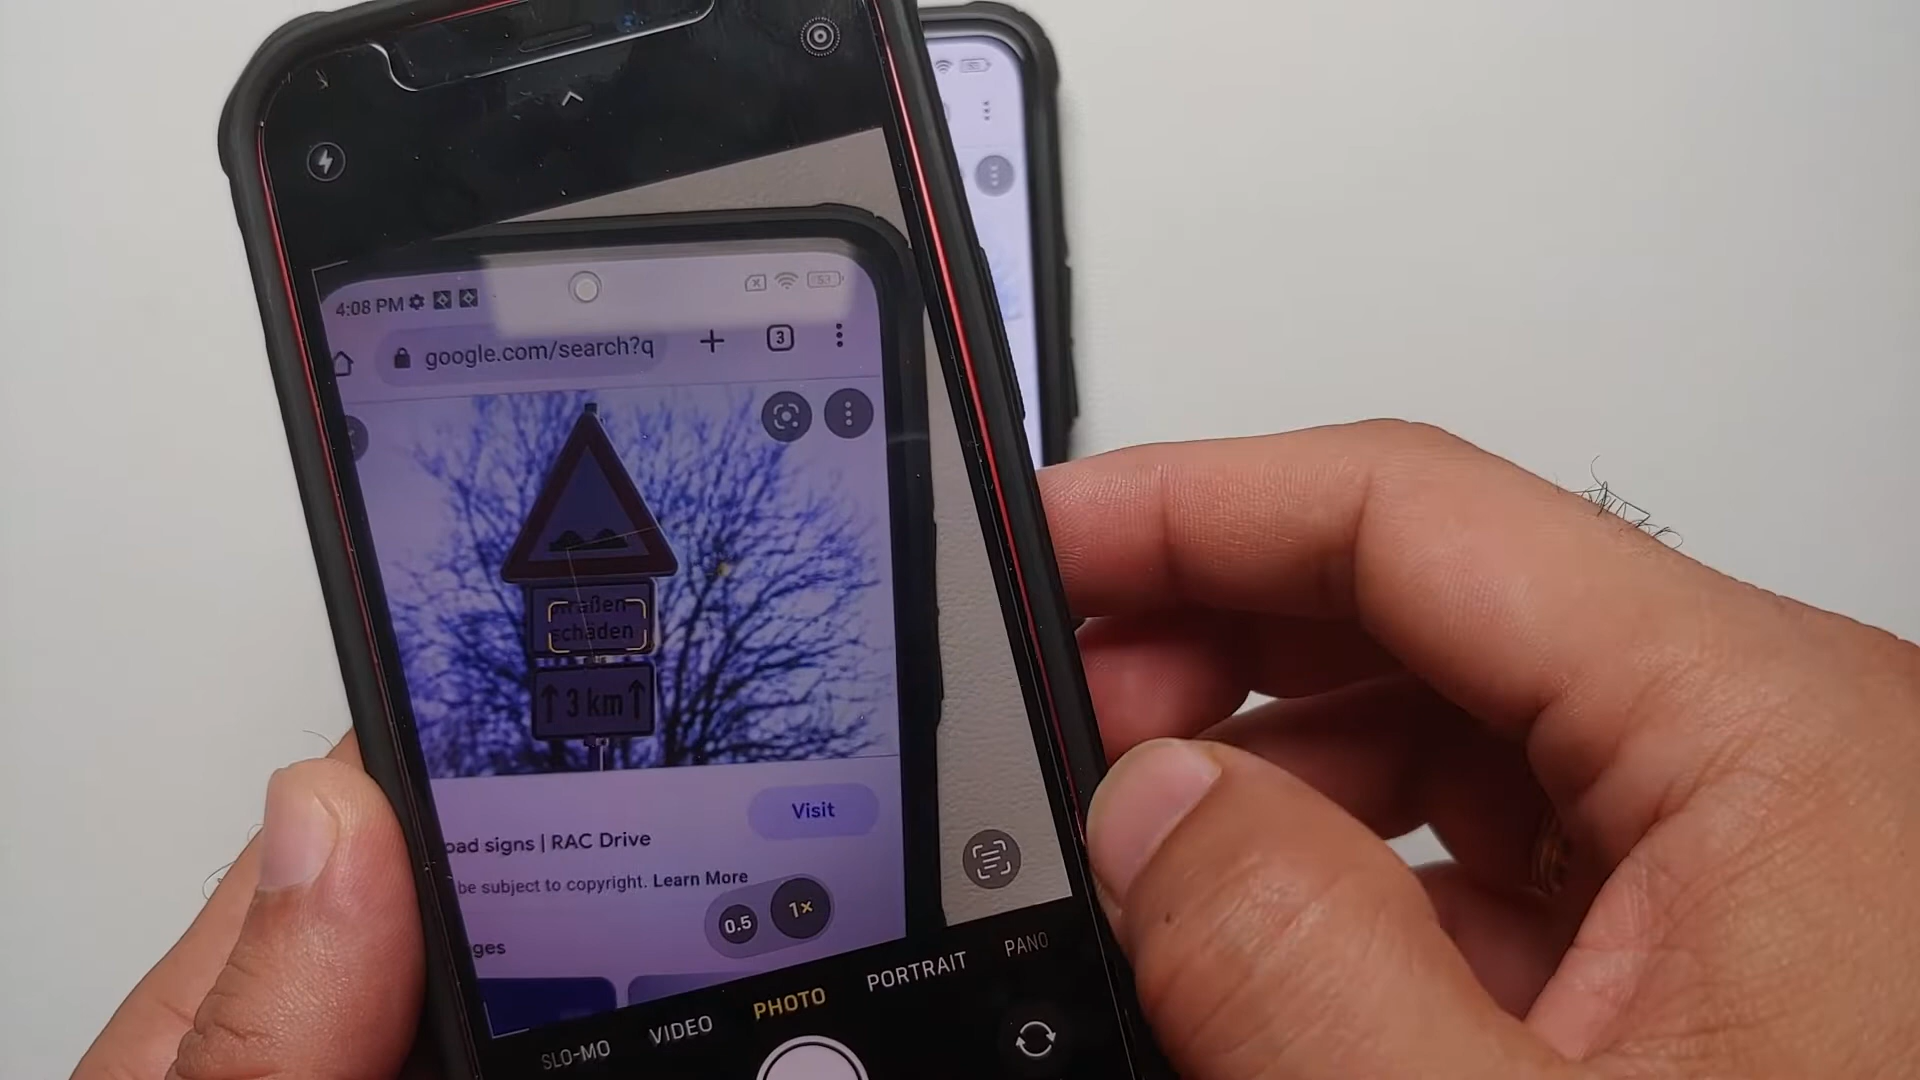 4:08 PM
53
google.com/search?q
3
Straßen
schäden
↑ 3 km ↑
Visit
oad signs | RAC Drive
be subject to copyright. Learn More
0.5 1×
ges
SLO-MO VIDEO PHOTO PORTRAIT PANO